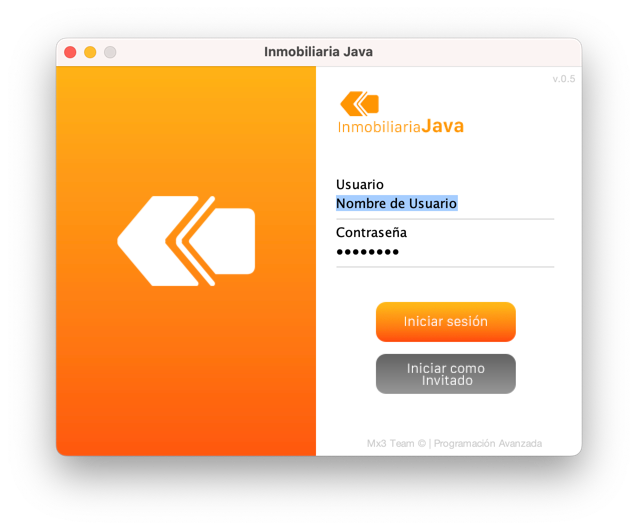 Inmobiliaria Java
v.0.5
InmobiliariaJava
Usuario
Nombre de Usuario
Contraseña
••••••••
Iniciar sesión
Iniciar como
Invitado
Mx3 Team © | Programación Avanzada